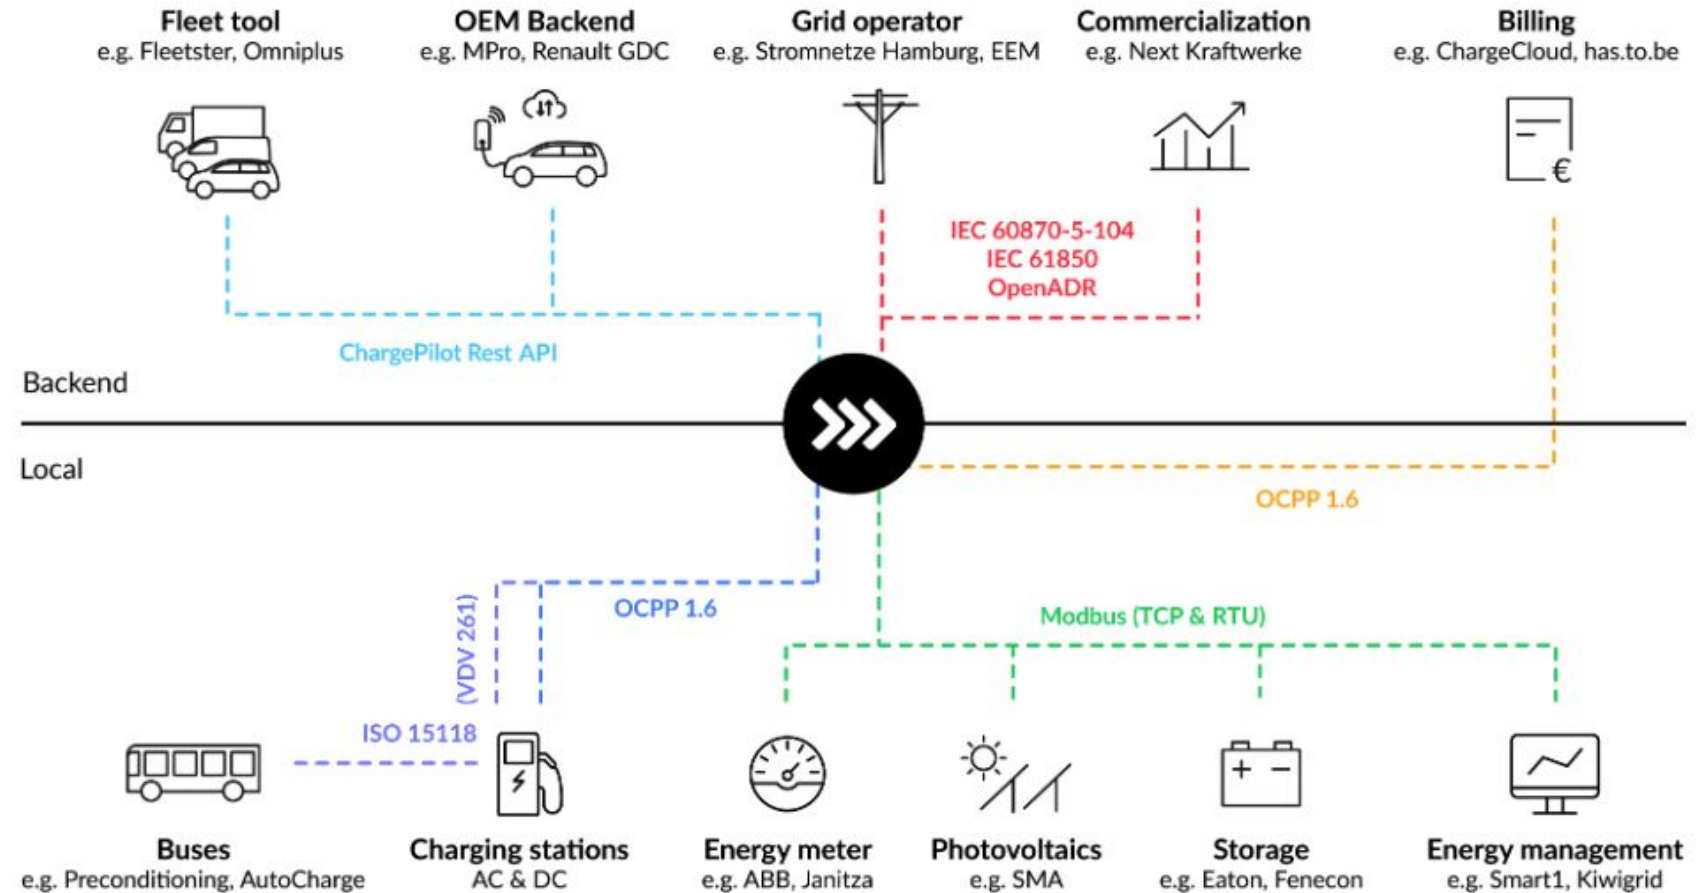 Fleet tool
e.g. Fleetster, Omniplus
OEM Backend
e.g. MPro, Renault GDC
Grid operator
e.g. Stromnetze Hamburg, EEM
Commercialization
e.g. Next Kraftwerke
Billing
e.g. ChargeCloud, has.to.be
€
IEC 60870-5-104
IEC 61850
OpenADR
ChargePilot Rest API
Backend
Local
OCPP 1.6
(VDV 261)
OCPP 1.6
Modbus (TCP & RTU)
ISO 15118
Buses
e.g. Preconditioning, AutoCharge
Charging stations
AC & DC
Energy meter
e.g. ABB, Janitza
Photovoltaics
e.g. SMA
Storage
e.g. Eaton, Fenecon
Energy management
e.g. Smart1, Kiwigrid